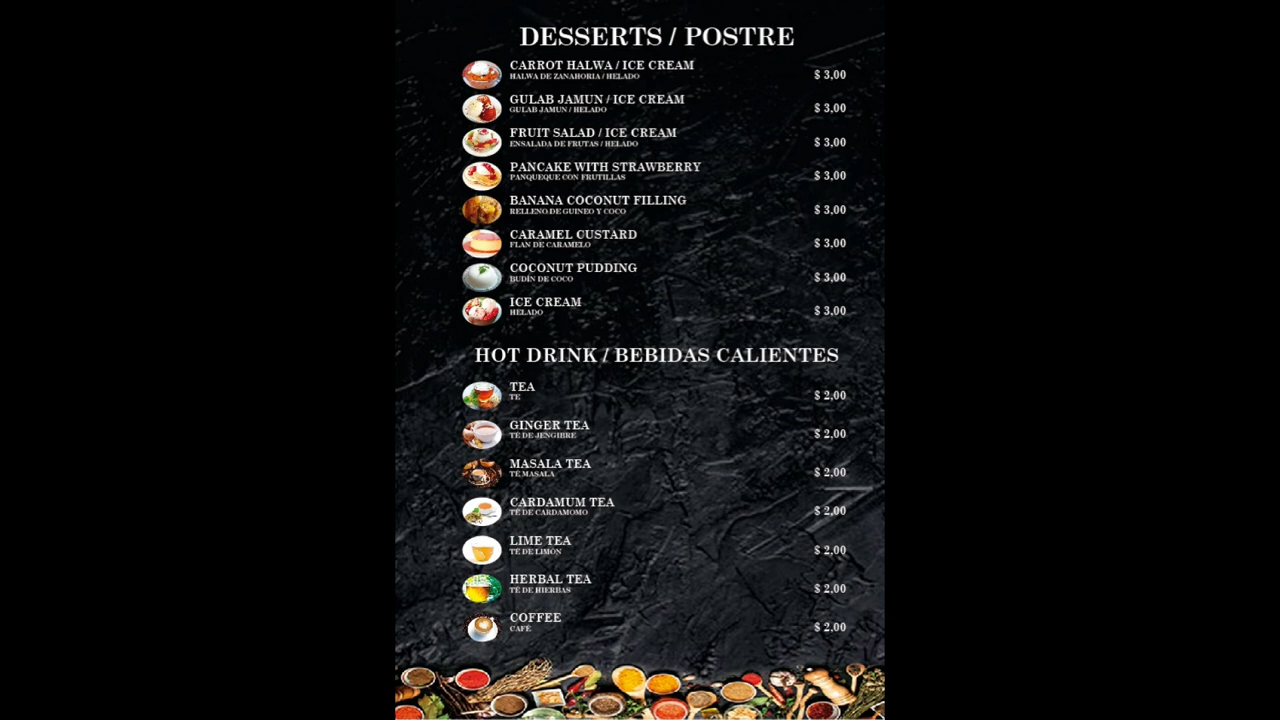 DESSERTS / POSTRE
CARROT HALWA / ICE CREAM
HALWA DE ZANAHORIA / HELADO
$ 3,00
GULAB JAMUN / ICE CREAM
GULAB JAMUN / HELADO
$ 3,00
FRUIT SALAD / ICE CREAM
ENSALADA DE FRUTAS / HELADO
$ 3,00
PANCAKE WITH STRAWBERRY
PANQUEQUE CON FRUTILLAS
$ 3,00
BANANA COCONUT FILLING
RELLENO DE GUINEO Y COCO
$ 3,00
CARAMEL CUSTARD
FLAN DE CARAMELO
$ 3,00
COCONUT PUDDING
BUDÍN DE COCO
$ 3,00
ICE CREAM
HELADO
$ 3,00
HOT DRINK / BEBIDAS CALIENTES
TEA
TE
$ 2,00
GINGER TEA
TÉ DE JENGIBRE
$ 2,00
MASALA TEA
TÉ MASALA
$ 2,00
CARDAMUM TEA
TÉ DE CARDAMOMO
$ 2,00
LIME TEA
TÉ DE LIMÓN
$ 2,00
HERBAL TEA
TÉ DE HIERBAS
$ 2,00
COFFEE
CAFÉ
$ 2,00